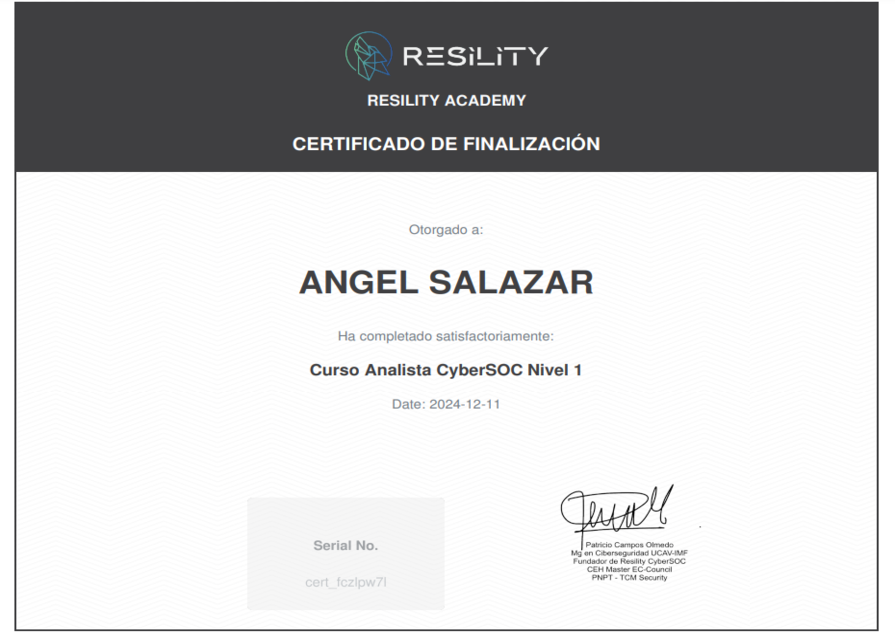 RESiLiTY
RESILITY ACADEMY
CERTIFICADO DE FINALIZACIÓN
Otorgado a:
ANGEL SALAZAR
Ha completado satisfactoriamente:
Curso Analista CyberSOC Nivel 1
Date: 2024-12-11
Serial No.
cert_fczlpw7l
Patricio Campos Olmedo
Mg en Ciberseguridad UCAV-IMF
Fundador de Resility CyberSOC
CEH Master EC-Council
PNPT - TCM Security